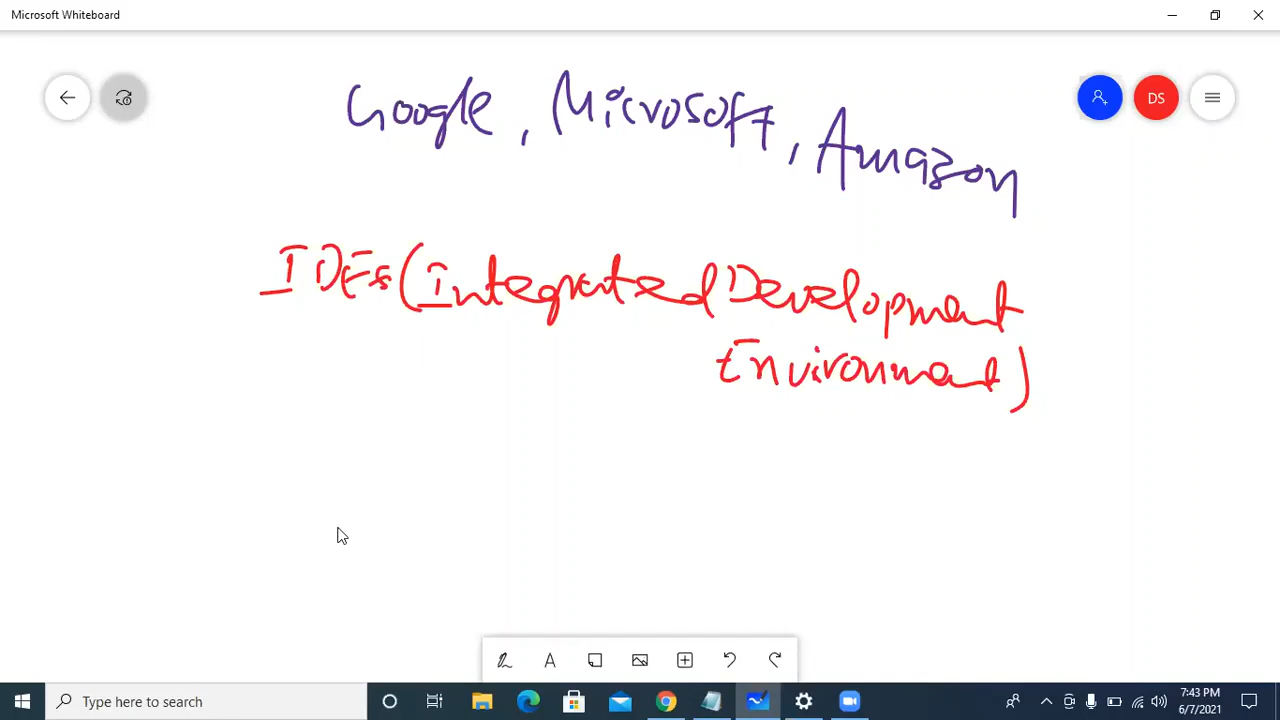 Microsoft Whiteboard
DS
Google, Microsoft, Amazon
IDEs (Integrated Development
Environment)
Type here to search
7:43 PM
6/7/2021